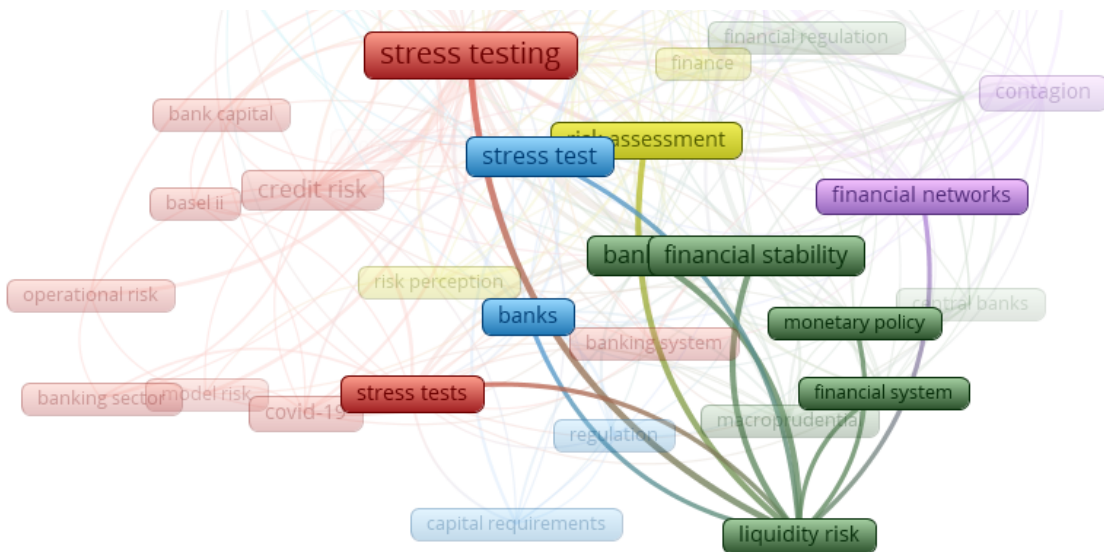 financial regulation
stress testing
finance
contagion
bank capital
assessment
stress test
credit risk
financial networks
basel ii
financial stability
risk perception
operational risk
central banks
banks
monetary policy
banking system
stress tests
financial system
banking sector
model risk
covid-19
macroprudential
regulation
capital requirements
liquidity risk